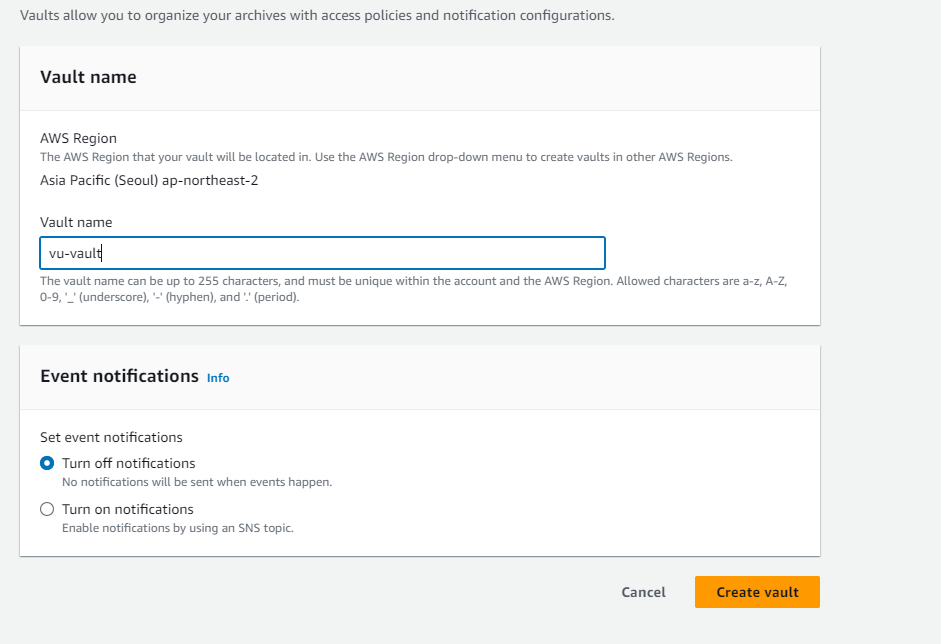 Vaults allow you to organize your archives with access policies and notification configurations.
Vault name
AWS Region
The AWS Region that your vault will be located in. Use the AWS Region drop-down menu to create vaults in other AWS Regions.
Asia Pacific (Seoul) ap-northeast-2
Vault name
vu-vault
The vault name can be up to 255 characters, and must be unique within the account and the AWS Region. Allowed characters are a-z, A-Z,
0-9, '_' (underscore), '-' (hyphen), and '.' (period).
Event notifications Info
Set event notifications
Turn off notifications
No notifications will be sent when events happen.
Turn on notifications
Enable notifications by using an SNS topic.
Cancel Create vault